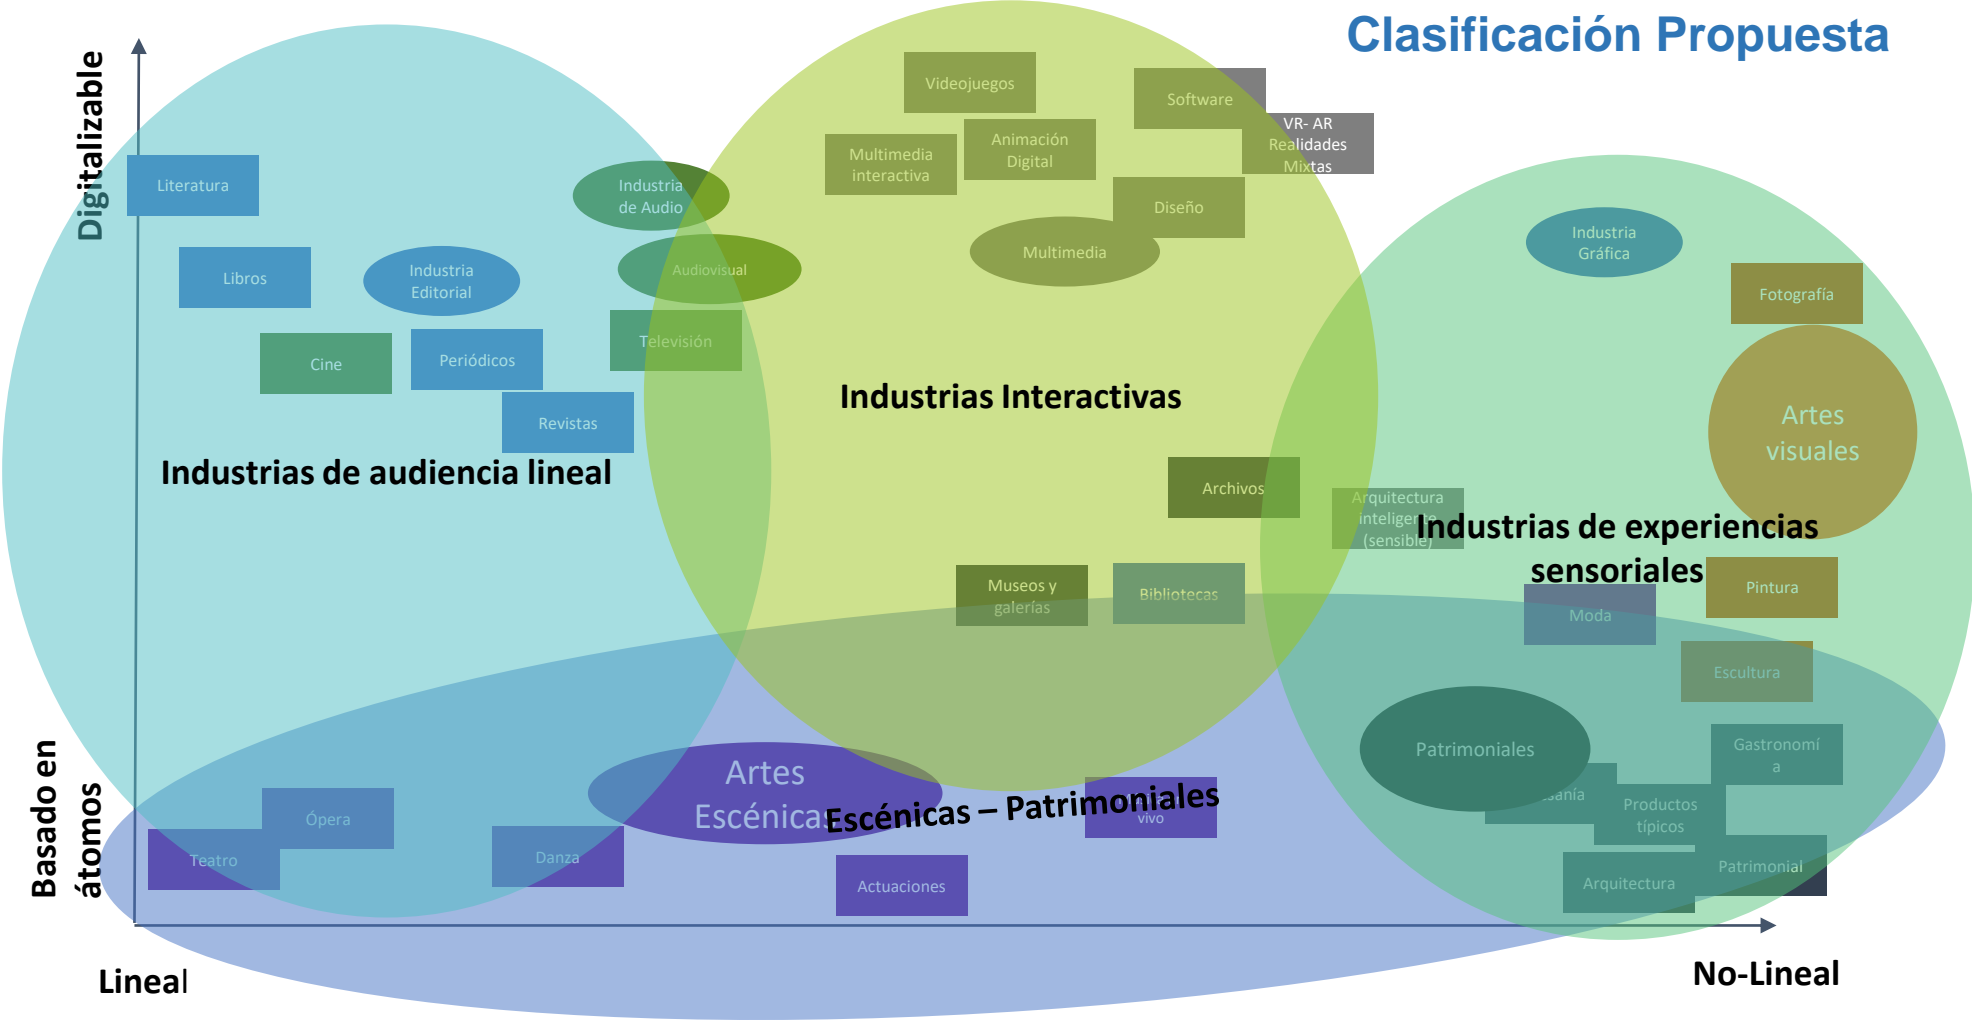 Clasificación Propuesta
Digitalizable
Videojuegos
Software
VR- AR
Realidades
Mixtas
Multimedia
interactiva
Animación
Digital
Literatura
Industria
de Audio
Diseño
Industria
Gráfica
Multimedia
Libros
Industria
Editorial
Audiovisual
Fotografía
Cine
Periódicos
Televisión
Revistas
Industrias Interactivas
Artes
visuales
Industrias de audiencia lineal
Archivos
Arquitectura
inteligente
(sensible)
Industrias de experiencias
sensoriales
Museos y
galerías
Bibliotecas
Moda
Pintura
Escultura
Patrimoniales
Gastronomí
a
Basado en
átomos
Artes
Escénicas
Escénicas – Patrimoniales
vivo
Productos
típicos
Ópera
Teatro
Danza
Actuaciones
Arquitectura
Patrimonial
Lineal
No-Lineal